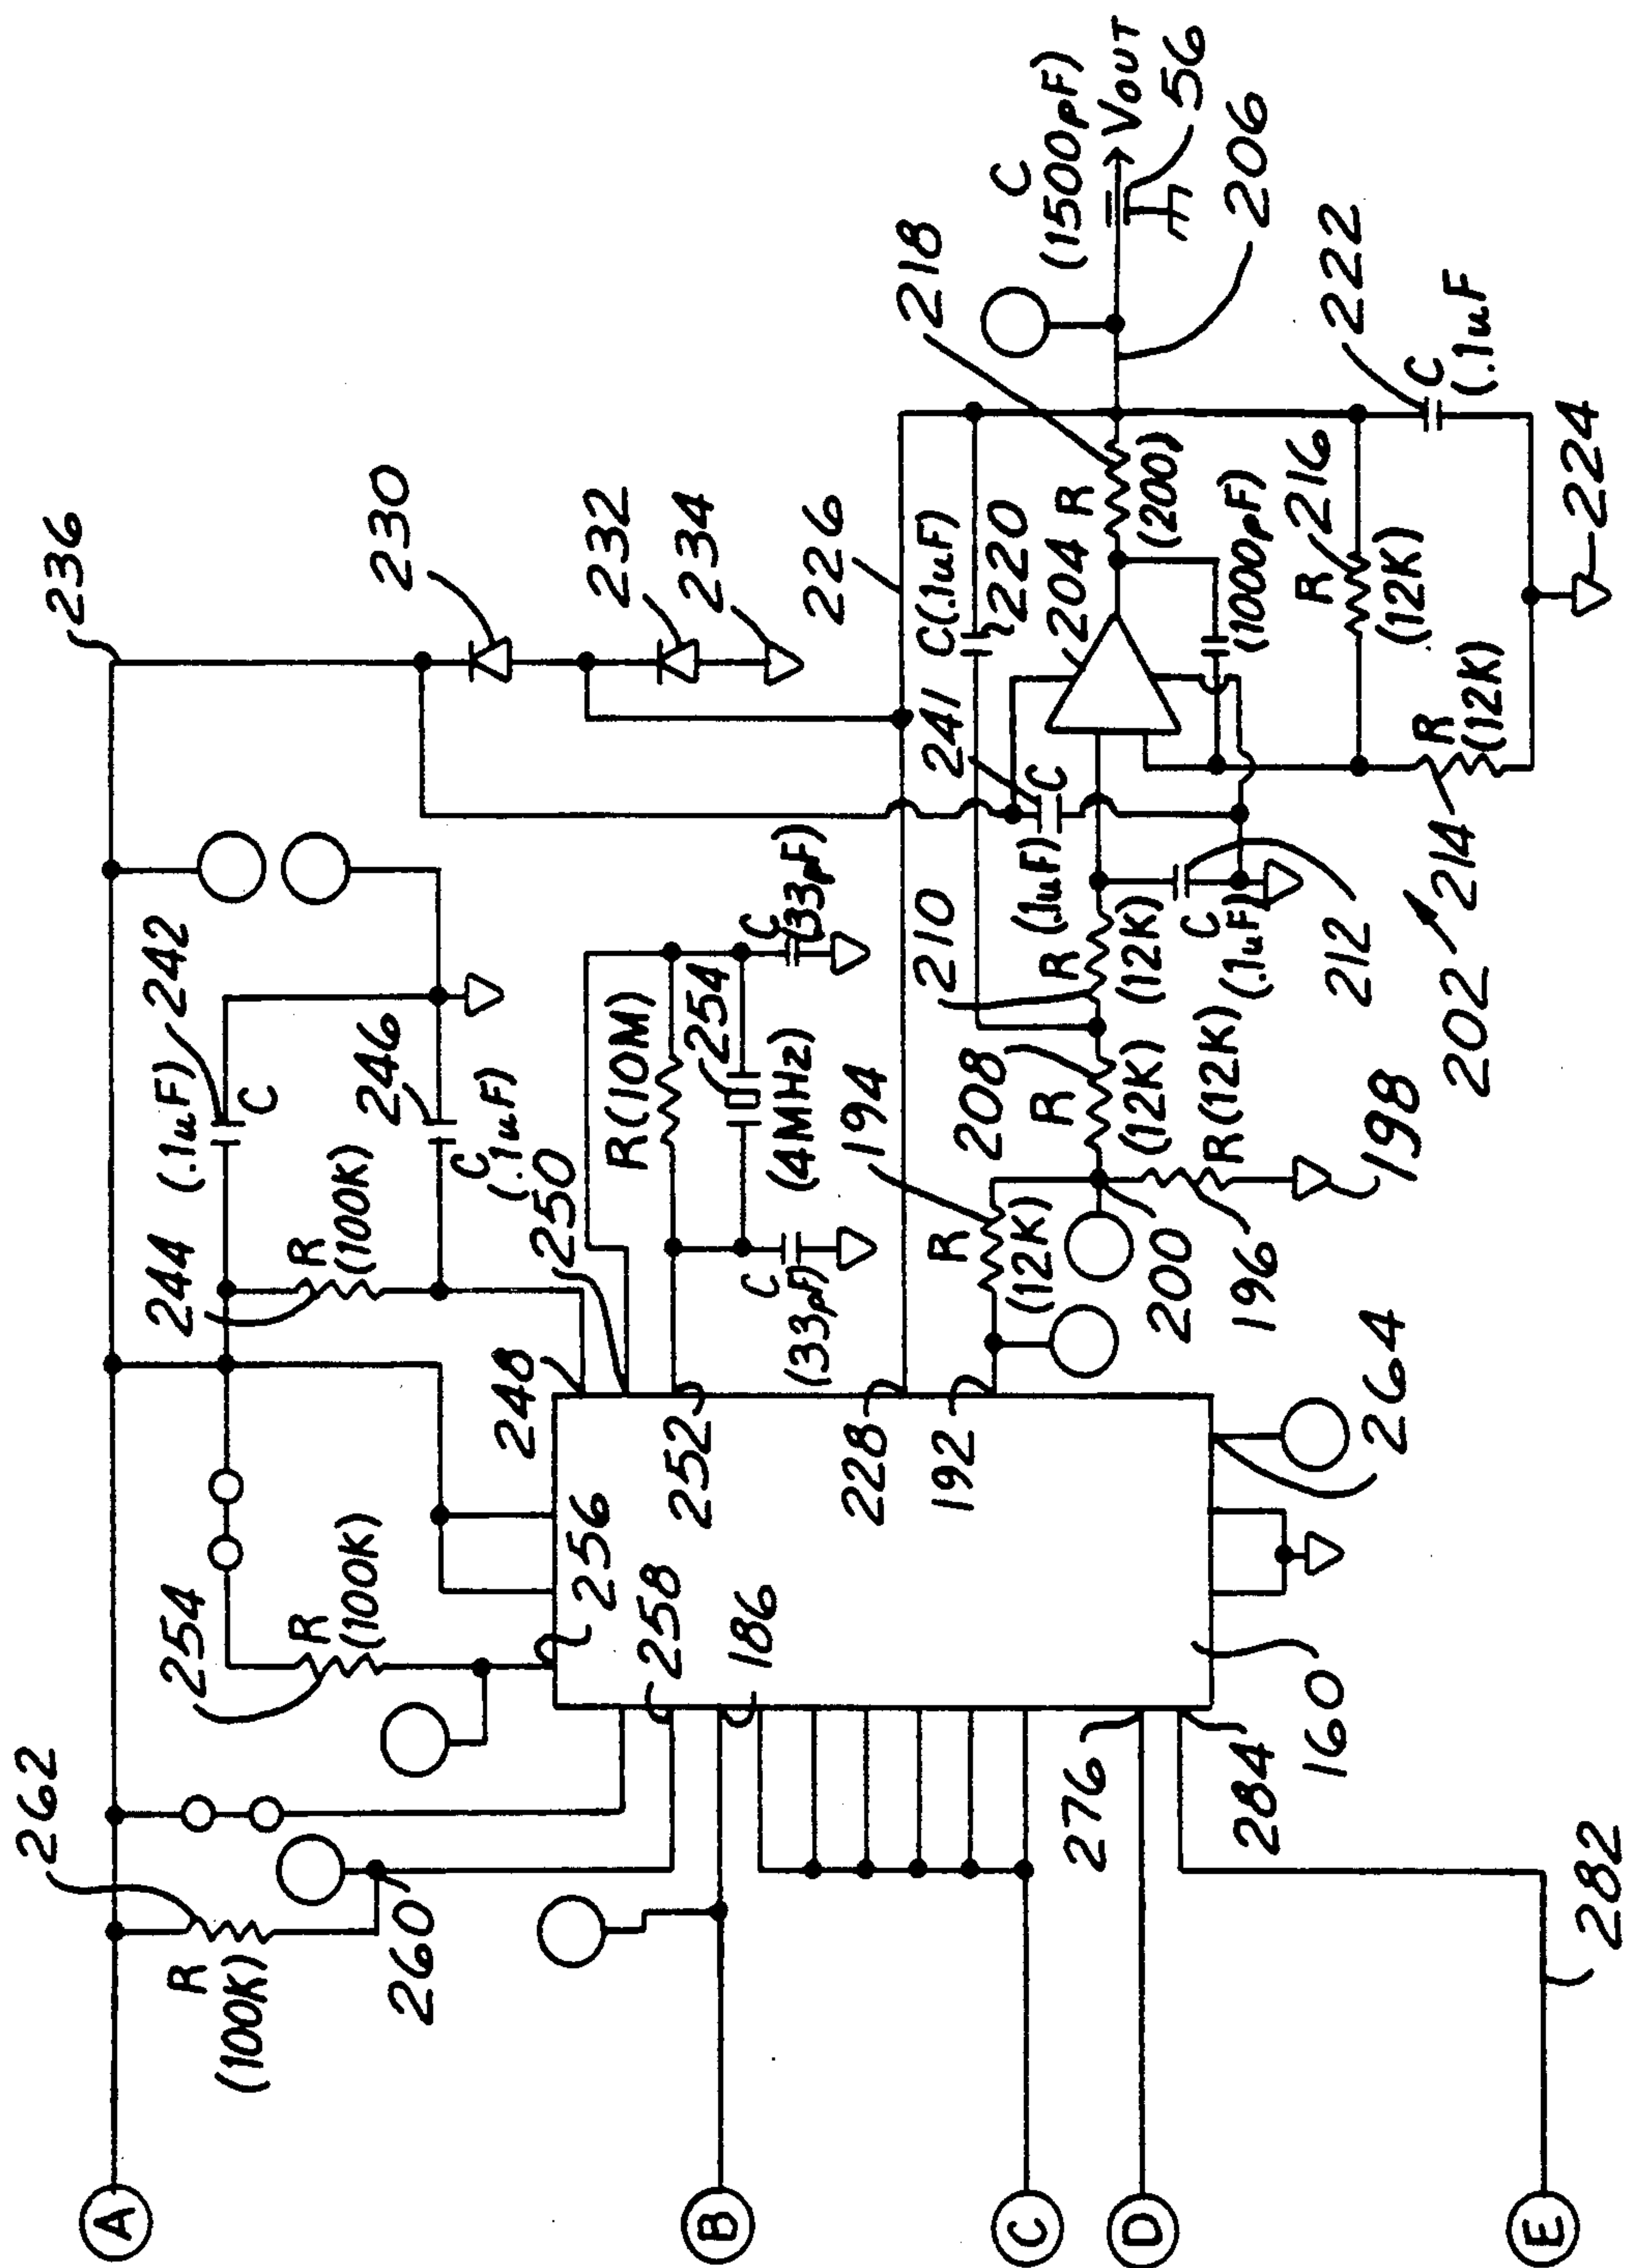 262
236
254
R
(100K)
R
(100K)
244
(.1uF)
C
242
R
(100K)
246
C
(.1uF)
250
230
232
234
226
260
248
R(10M)
254
(4MHz)
C
(33pF)
C
(33pF)
256
258
186
252
228
192
194
R
(12K)
208
R
(12K)
210
R
(12K)
241
(.1uF)
C
C(.1uF)
220
204
R
(200)
218
C
(1500pF)
VOUT
56
206
(1000pF)
R
216
(12K)
222
C
(.1uF
R
(12K)
214
224
C
(.1uF)
212
202
R(12K)
198
200
196
264
276
284
160
282
A
B
C
D
E